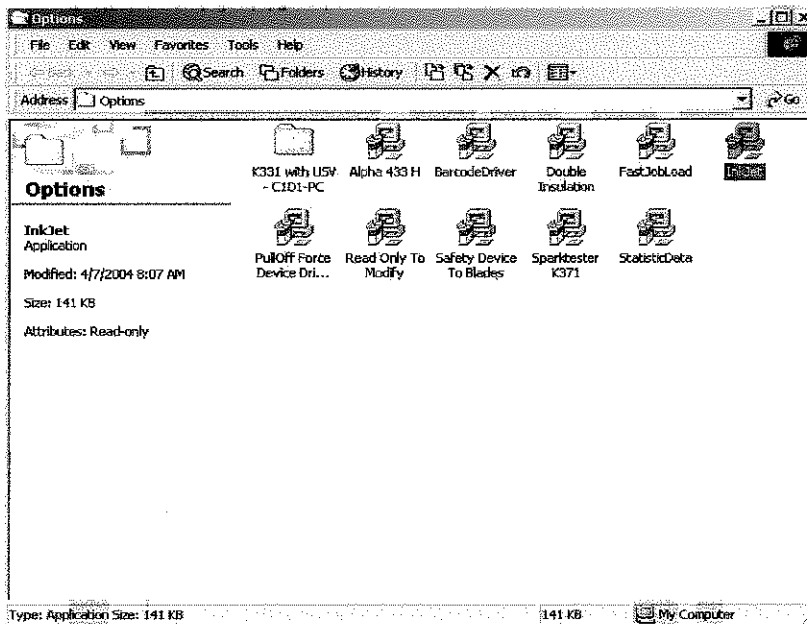 Options
File Edit View Favorites Tools Help
Search Folders History
Address Options Go
Options
InkJet
Application
Modified: 4/7/2004 8:07 AM
Size: 141 KB
Attributes: Read-only
K331 with USV - C1D1-PC
Alpha 433 H
BarcodeDriver
Double Insulation
FastJobLoad
InkJet
PullOff Force Device Dri...
Read Only To Modify
Safety Device To Blades
Sparktester K371
StatisticData
Type: Application Size: 141 KB 141 KB My Computer